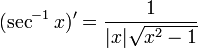 (sec⁻¹ x)′ = 1 / (|x|√(x² − 1))